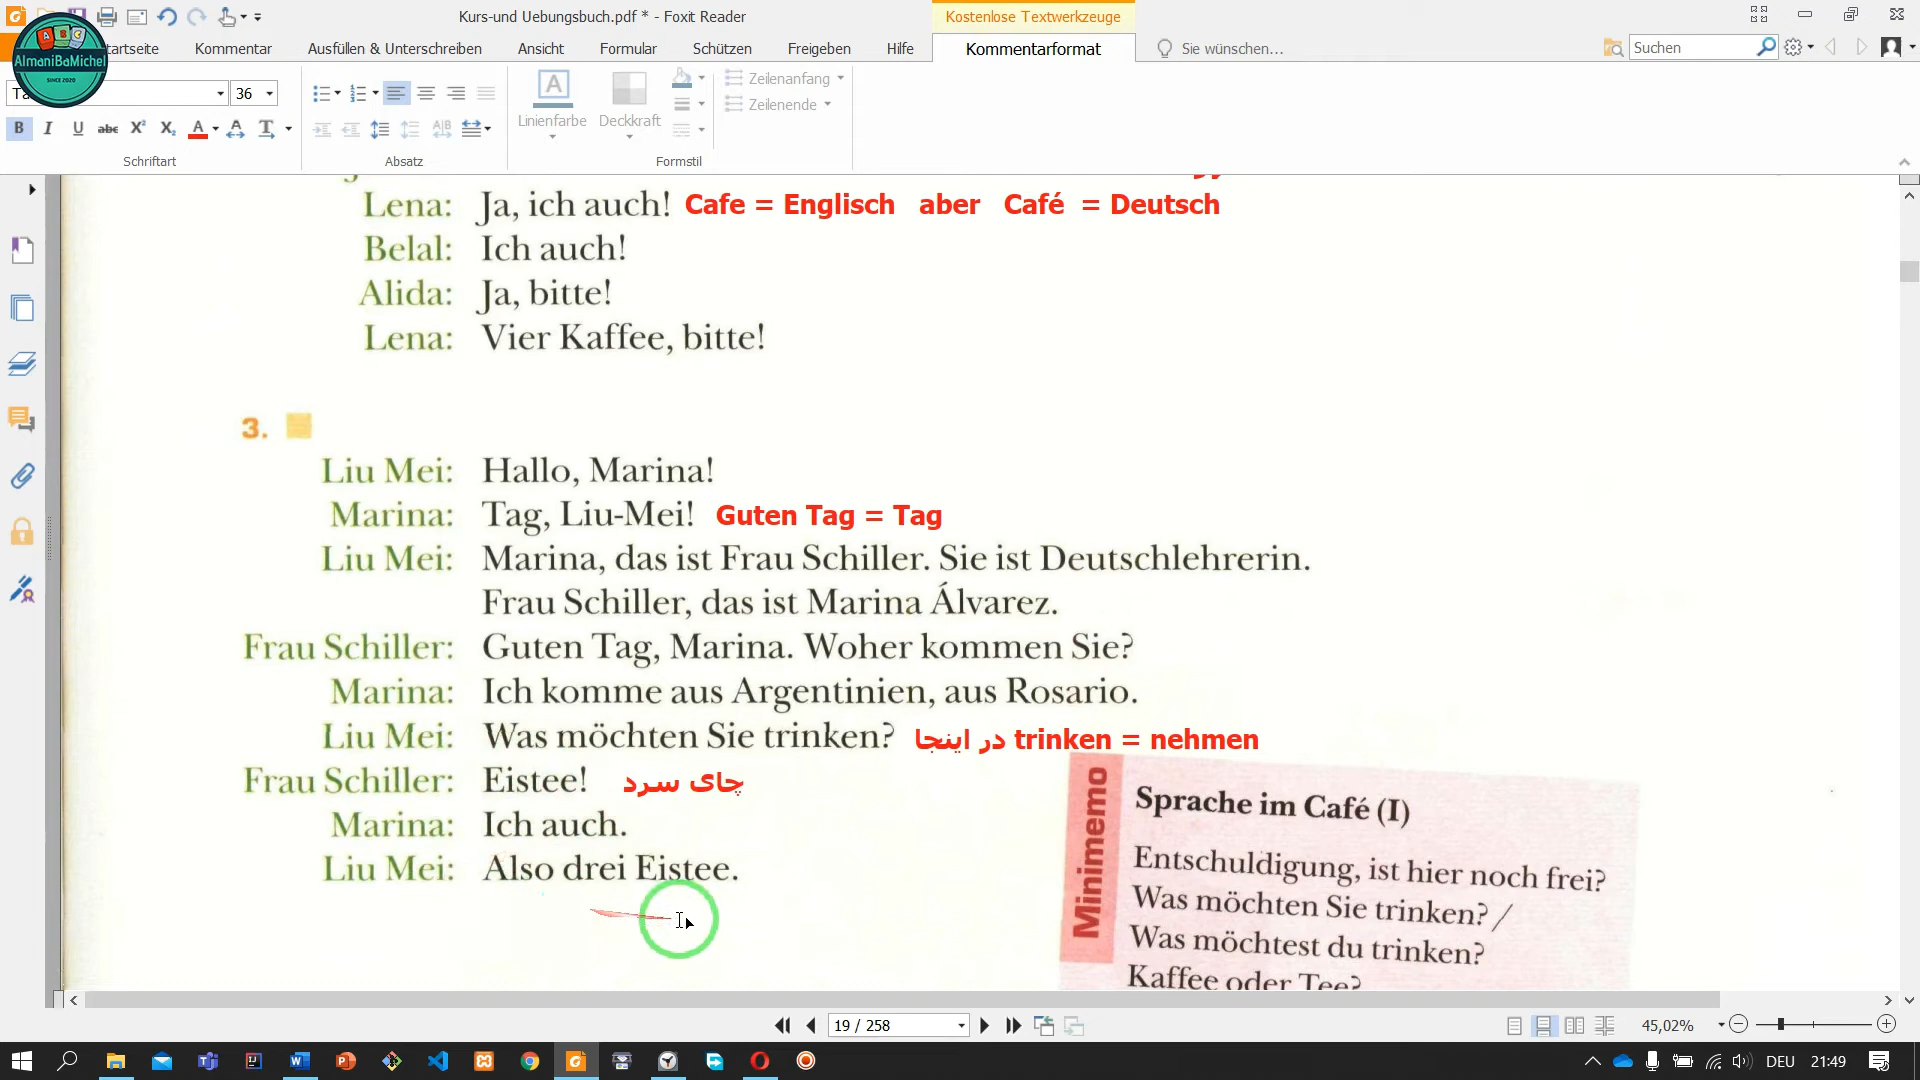 Kurs-und Uebungsbuch.pdf * - Foxit Reader
Kostenlose Textwerkzeuge
AlmaniBaMichel
SINCE 2020
Kommentar
Ausfüllen & Unterschreiben
Ansicht
Formular
Schützen
Freigeben
Hilfe
Kommentarformat
Sie wünschen...
Suchen
36
Linienfarbe
Deckkraft
Zeilenanfang
Zeilenende
Schriftart
Absatz
Formstil
Lena: Ja, ich auch! Cafe = Englisch aber Café = Deutsch
Belal: Ich auch!
Alida: Ja, bitte!
Lena: Vier Kaffee, bitte!
3.
Liu Mei: Hallo, Marina!
Marina: Tag, Liu-Mei! Guten Tag = Tag
Liu Mei: Marina, das ist Frau Schiller. Sie ist Deutschlehrerin.
Frau Schiller, das ist Marina Álvarez.
Frau Schiller: Guten Tag, Marina. Woher kommen Sie?
Marina: Ich komme aus Argentinien, aus Rosario.
Liu Mei: Was möchten Sie trinken? در اینجا trinken = nehmen
Frau Schiller: Eistee! چای سرد
Marina: Ich auch.
Liu Mei: Also drei Eistee.
Minimemo
Sprache im Café (I)
Entschuldigung, ist hier noch frei?
Was möchten Sie trinken? /
Was möchtest du trinken?
Kaffee oder Tee?
19 / 258
45,02%
DEU
21:49